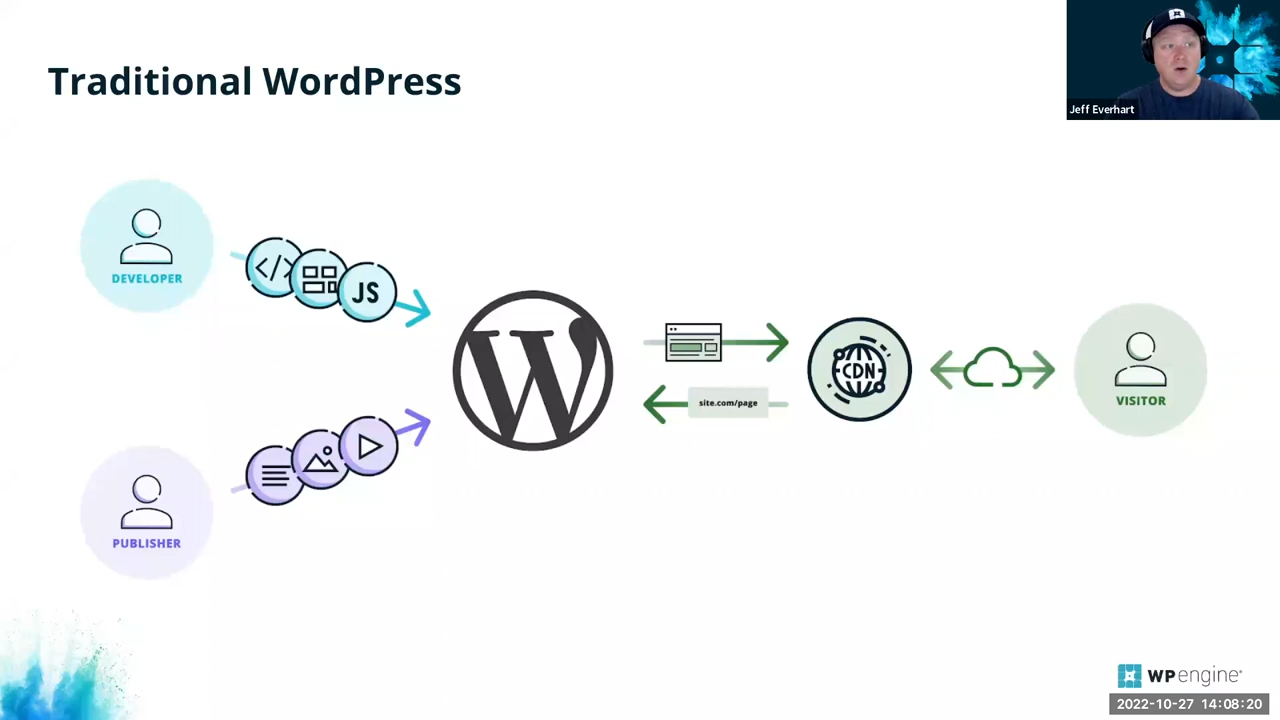 Traditional WordPress
Jeff Everhart
DEVELOPER
</>
JS
W
site.com/page
CDN
VISITOR
PUBLISHER
WP engine®
2022-10-27 14:08:20